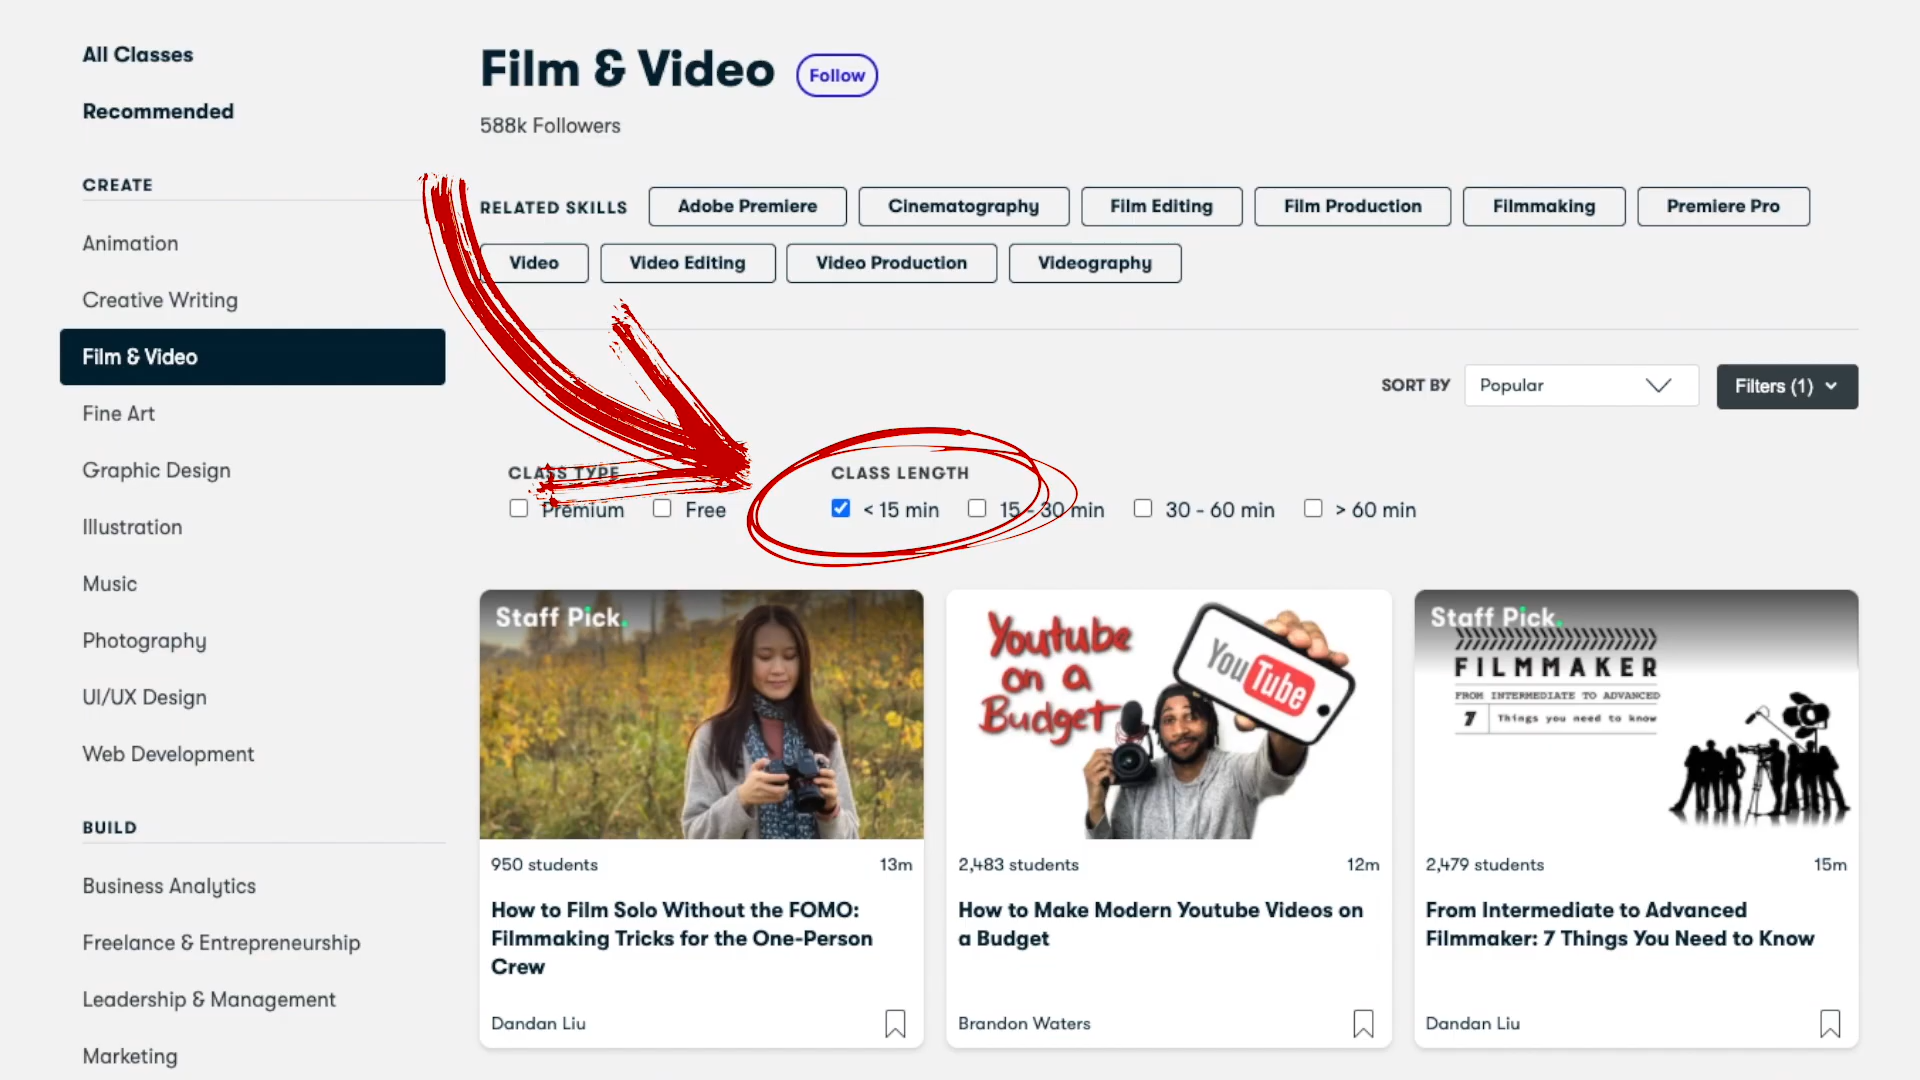 All Classes
Recommended
CREATE
Animation
Creative Writing
Film & Video
Fine Art
Graphic Design
Illustration
Music
Photography
UI/UX Design
Web Development
BUILD
Business Analytics
Freelance & Entrepreneurship
Leadership & Management
Marketing
Film & Video Follow
588k Followers
RELATED SKILLS Adobe Premiere Cinematography Film Editing Film Production Filmmaking Premiere Pro
Video Video Editing Video Production Videography
SORT BY Popular Filters (1)
CLASS TYPE CLASS LENGTH
Premium Free < 15 min 15 - 30 min 30 - 60 min > 60 min
Staff Pick.
950 students 13m
How to Film Solo Without the FOMO:
Filmmaking Tricks for the One-Person
Crew
Dandan Liu
Youtube
on a
Budget
YouTube
2,483 students 12m
How to Make Modern Youtube Videos on
a Budget
Brandon Waters
Staff Pick.
FILMMAKER
FROM INTERMEDIATE TO ADVANCED
7 Things you need to know
2,479 students 15m
From Intermediate to Advanced
Filmmaker: 7 Things You Need to Know
Dandan Liu